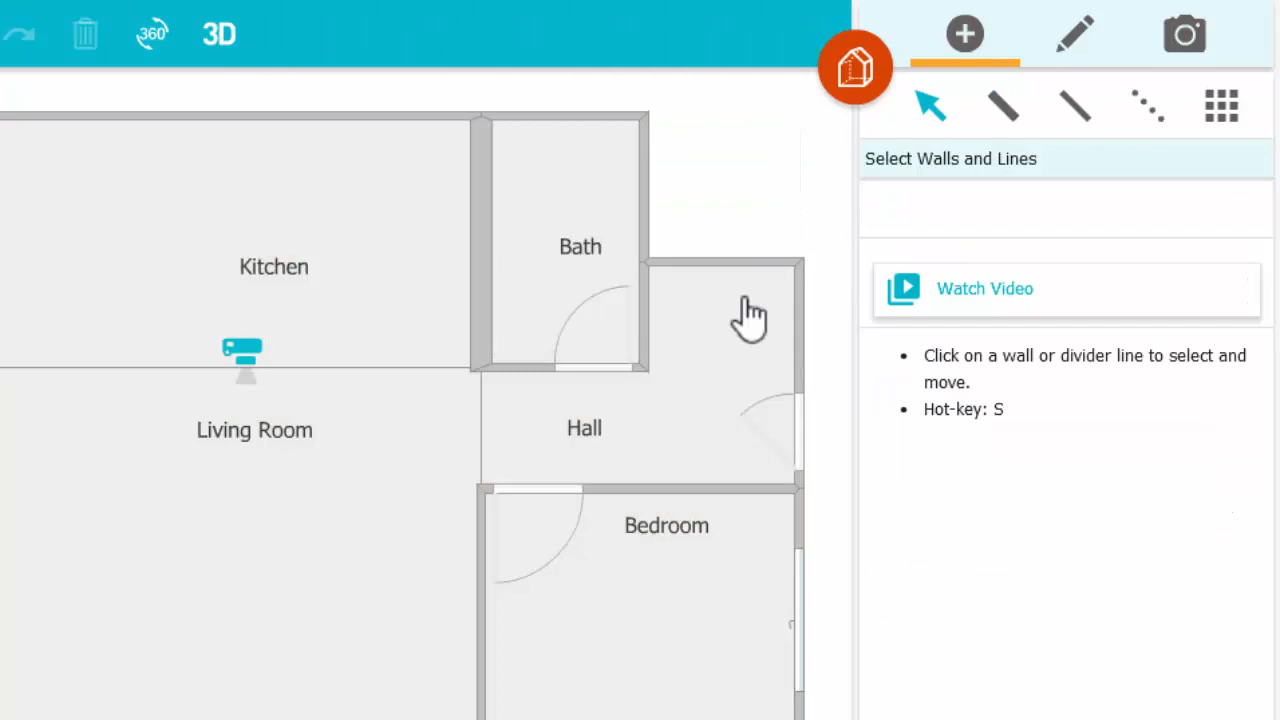 360
3D
Select Walls and Lines
Kitchen
Bath
Watch Video
Click on a wall or divider line to select and
move.
Hot-key: S
Living Room
Hall
Bedroom